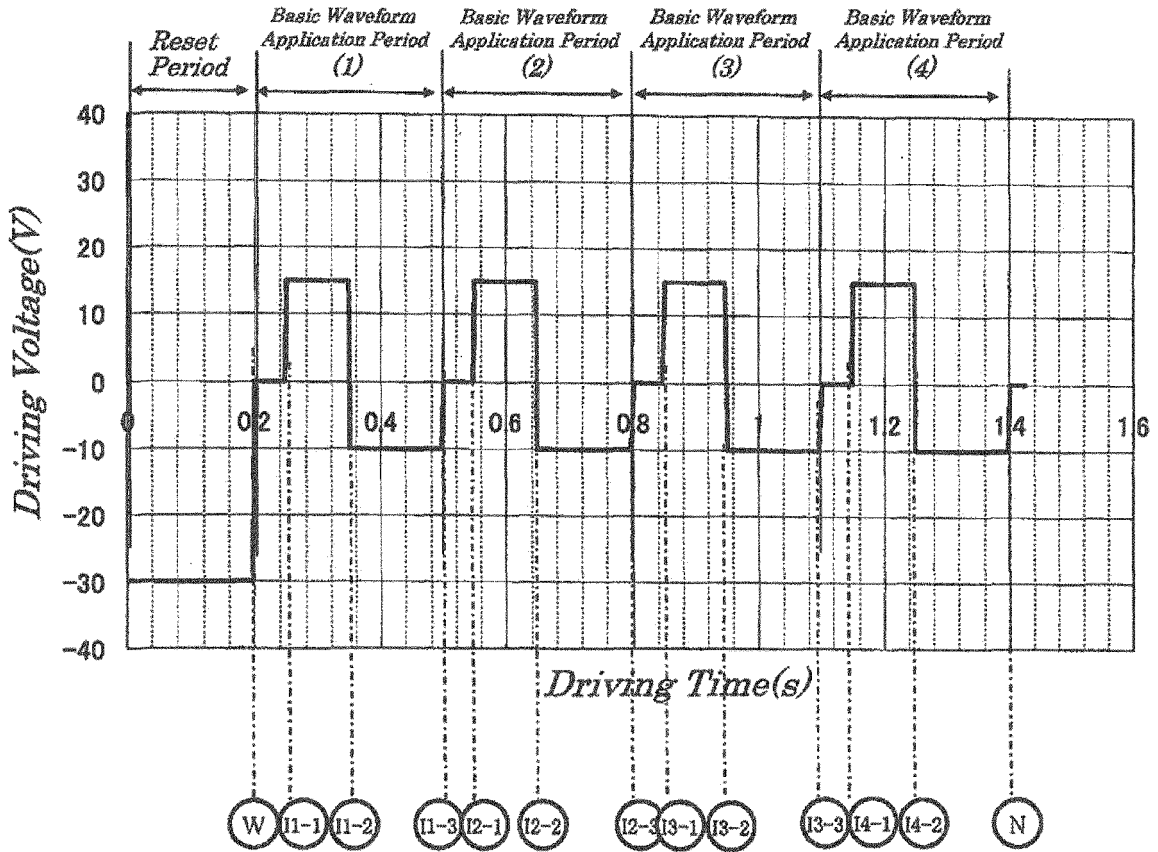 Reset
Period
Basic Waveform
Application Period
(1)
Basic Waveform
Application Period
(2)
Basic Waveform
Application Period
(3)
Basic Waveform
Application Period
(4)
Driving Voltage(V)
40
30
20
10
0
-10
-20
-30
-40
0
0.2
0.4
0.6
0.8
1
1.2
1.4
1.6
Driving Time(s)
W
I1-1
I1-2
I1-3
I2-1
I2-2
I2-3
I3-1
I3-2
I3-3
I4-1
I4-2
N